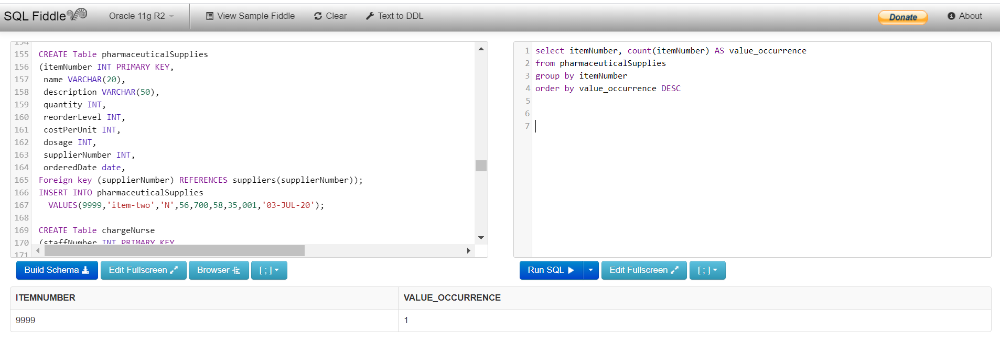 SQL Fiddle
Oracle 11g R2
View Sample Fiddle
Clear
Text to DDL
Donate
About
154
155 CREATE Table pharmaceuticalSupplies
156 (itemNumber INT PRIMARY KEY,
157 name VARCHAR(20),
158 description VARCHAR(50),
159 quantity INT,
160 reorderLevel INT,
161 costPerUnit INT,
162 dosage INT,
163 supplierNumber INT,
164 orderedDate date,
165 Foreign key (supplierNumber) REFERENCES suppliers(supplierNumber));
166 INSERT INTO pharmaceuticalSupplies
167 VALUES(9999,'item-two','N',56,700,58,35,001,'03-JUL-20');
168
169 CREATE Table chargeNurse
170 (staffNumber INT PRIMARY KEY
171
1 select itemNumber, count(itemNumber) AS value_occurrence
2 from pharmaceuticalSupplies
3 group by itemNumber
4 order by value_occurrence DESC
5
6
7
Build Schema
Edit Fullscreen
Browser
[ ; ]
Run SQL
Edit Fullscreen
[ ; ]
ITEMNUMBER VALUE_OCCURRENCE
9999 1